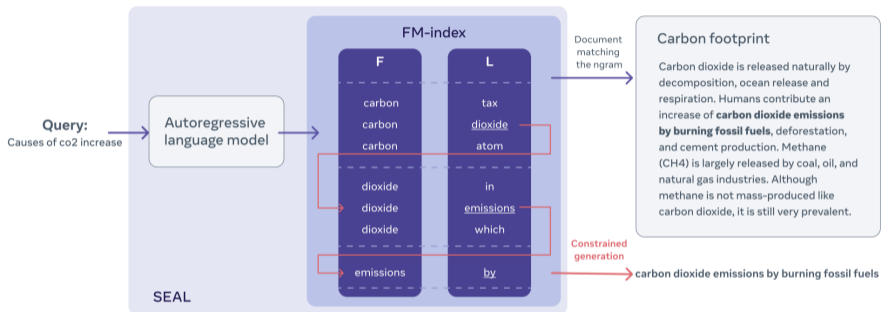 Query:
Causes of co2 increase
Autoregressive
language model
SEAL
FM-index
F
L
carbon
tax
carbon
dioxide
carbon
atom
dioxide
in
dioxide
emissions
dioxide
which
emissions
by
Document
matching
the ngram
Constrained
generation
Carbon footprint
Carbon dioxide is released naturally by
decomposition, ocean release and
respiration. Humans contribute an
increase of carbon dioxide emissions
by burning fossil fuels, deforestation,
and cement production. Methane
(CH4) is largely released by coal, oil, and
natural gas industries. Although
methane is not mass-produced like
carbon dioxide, it is still very prevalent.
carbon dioxide emissions by burning fossil fuels